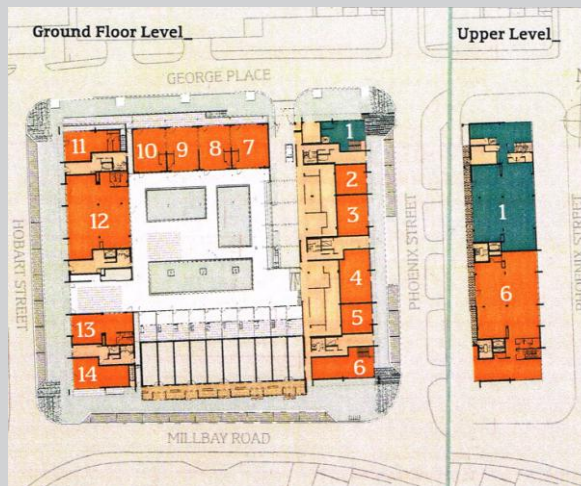 Ground Floor Level_
Upper Level_
GEORGE PLACE
1
11
10 9 8 7
2
12
3
1
HOBART STREET
PHOENIX STREET
PHOENIX STREET
4
6
13
5
14
6
MILLBAY ROAD